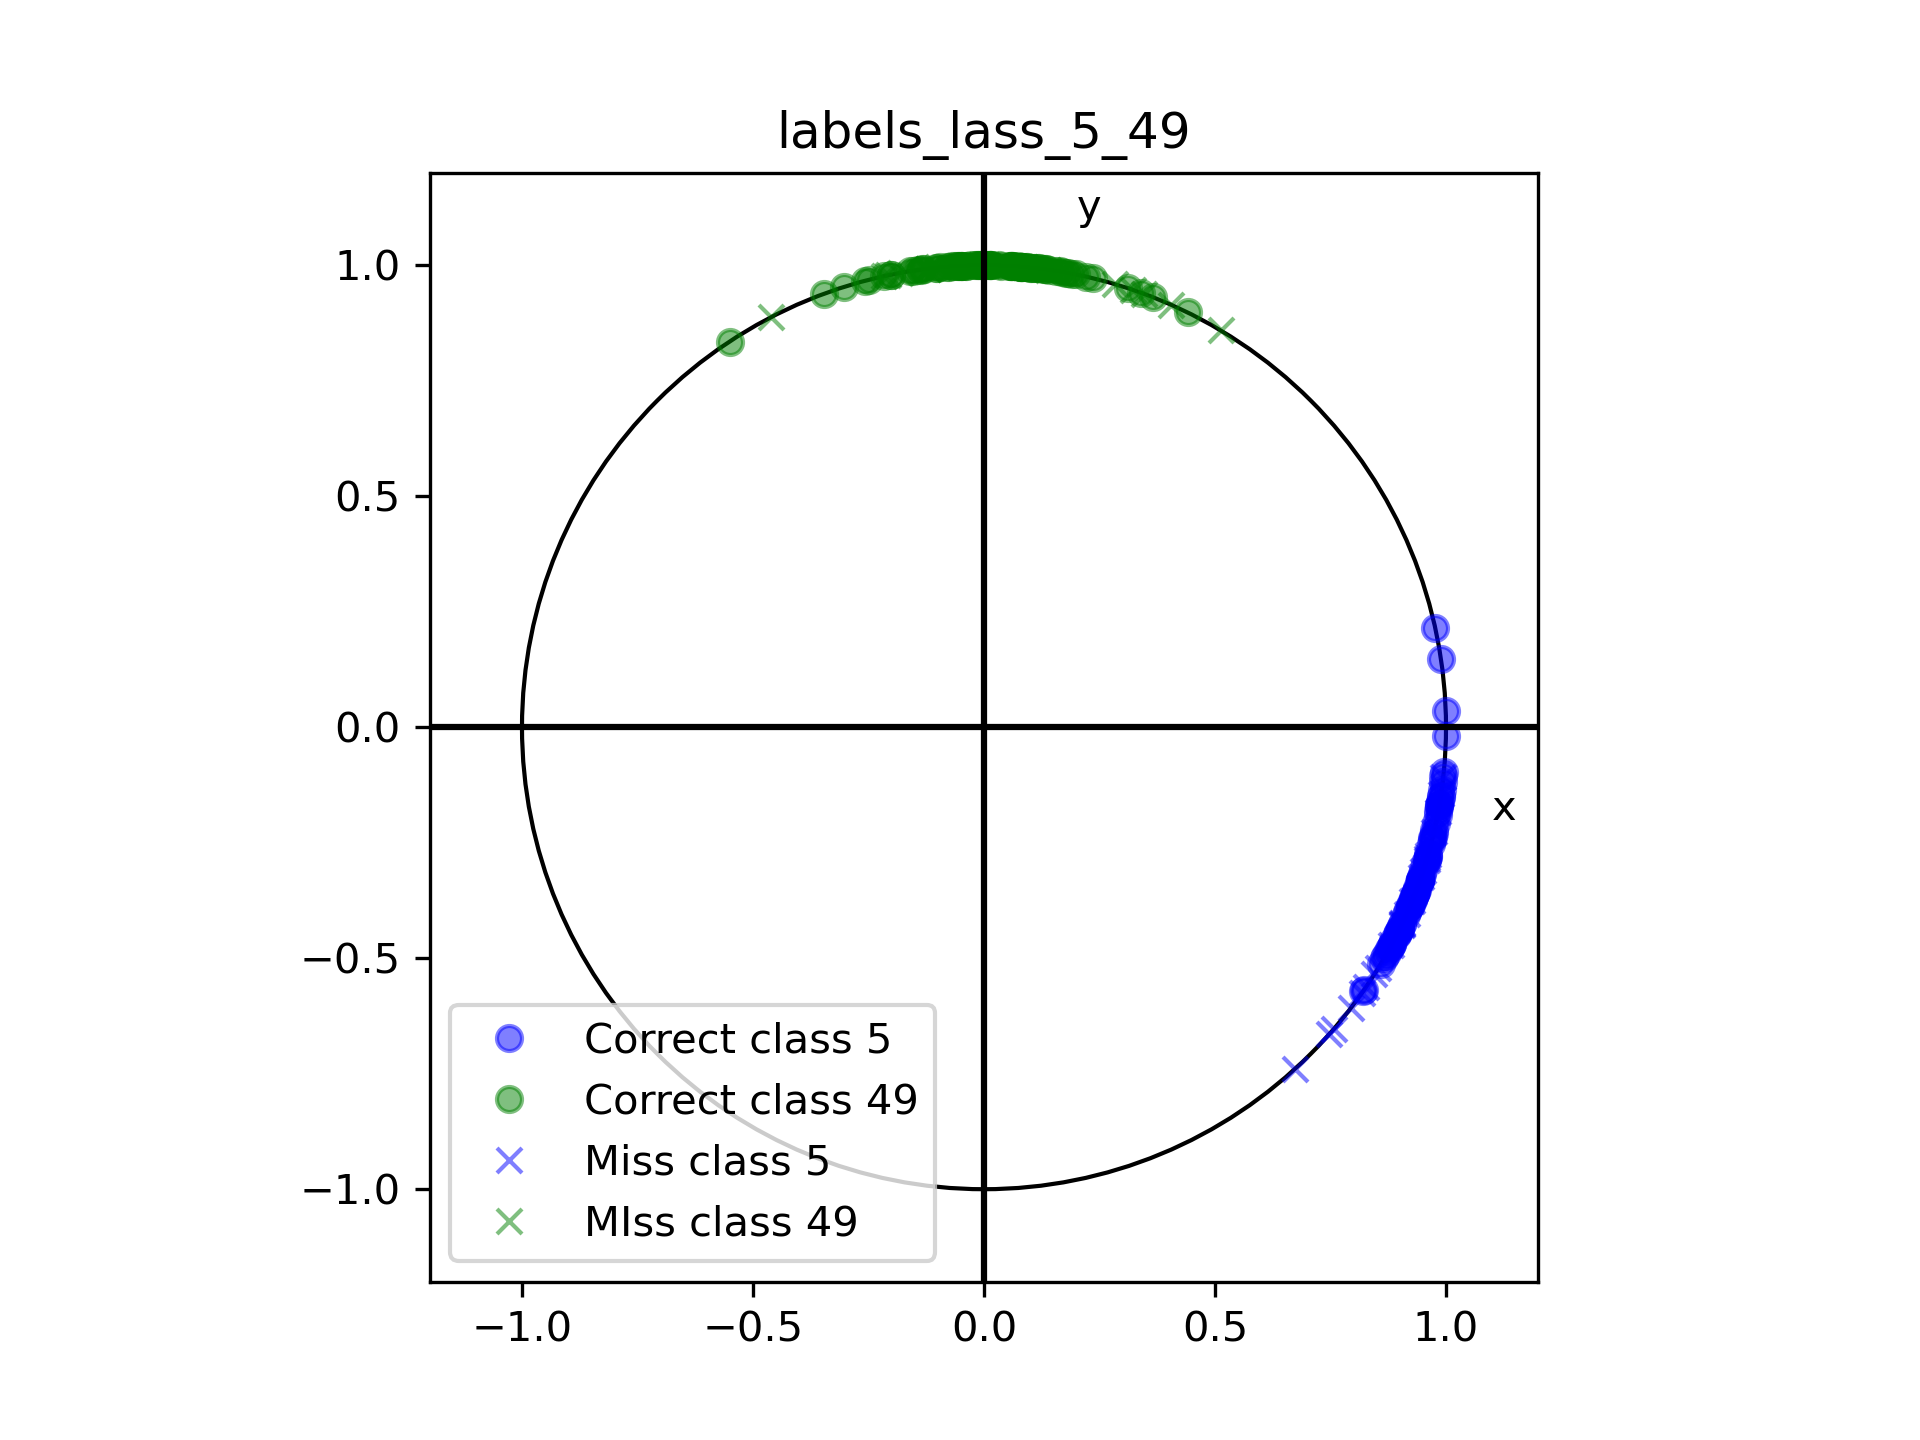 labels_lass_5_49
y
1.0
0.5
0.0
x
−0.5
−1.0
Correct class 5
Correct class 49
Miss class 5
MIss class 49
−1.0 −0.5 0.0 0.5 1.0